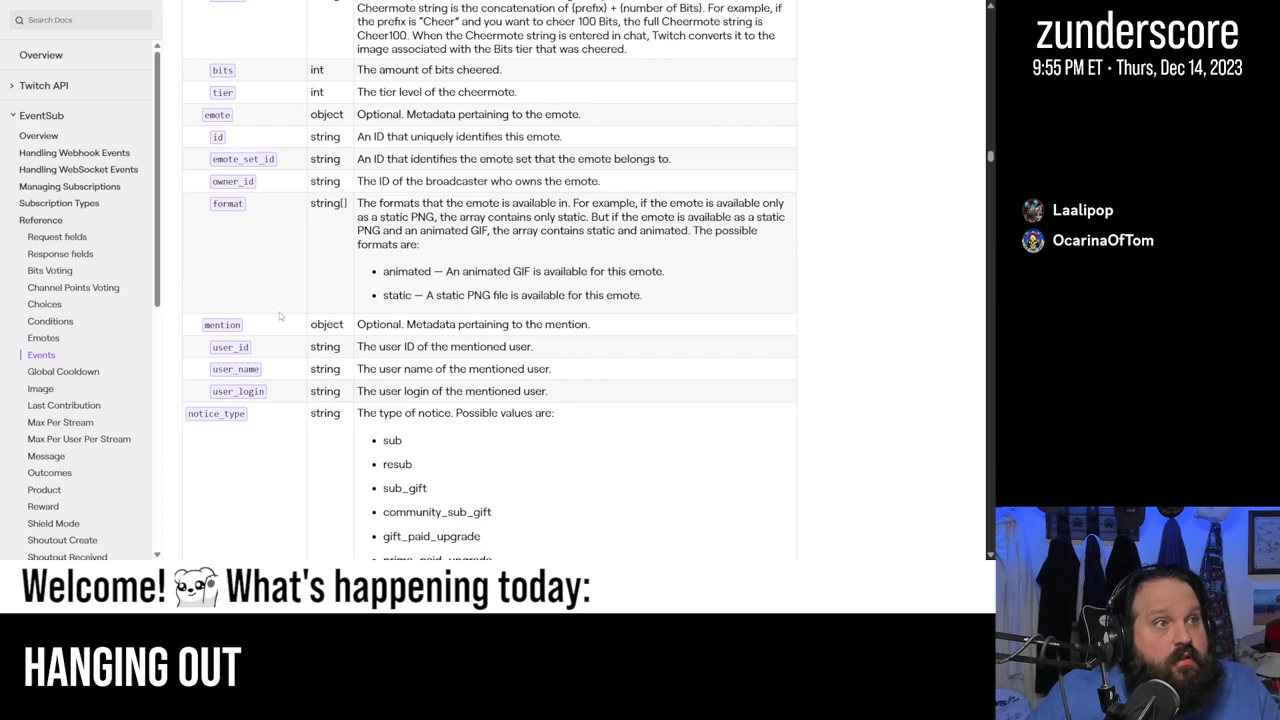 Search Docs
Overview
Twitch API
EventSub
Overview
Handling Webhook Events
Handling WebSocket Events
Managing Subscriptions
Subscription Types
Reference
Request fields
Response fields
Bits Voting
Channel Points Voting
Choices
Conditions
Emotes
Events
Global Cooldown
Image
Last Contribution
Max Per Stream
Max Per User Per Stream
Message
Outcomes
Product
Reward
Shield Mode
Shoutout Create
Shoutout Received
Cheermote string is the concatenation of {prefix} + {number of Bits}. For example, if
the prefix is "Cheer" and you want to cheer 100 Bits, the full Cheermote string is
Cheer100. When the Cheermote string is entered in chat, Twitch converts it to the
image associated with the Bits tier that was cheered.
bits int The amount of bits cheered.
tier int The tier level of the cheermote.
emote object Optional. Metadata pertaining to the emote.
id string An ID that uniquely identifies this emote.
emote_set_id string An ID that identifies the emote set that the emote belongs to.
owner_id string The ID of the broadcaster who owns the emote.
format string[] The formats that the emote is available in. For example, if the emote is available only
as a static PNG, the array contains only static. But if the emote is available as a static
PNG and an animated GIF, the array contains static and animated. The possible
formats are:
• animated — An animated GIF is available for this emote.
• static — A static PNG file is available for this emote.
mention object Optional. Metadata pertaining to the mention.
user_id string The user ID of the mentioned user.
user_name string The user name of the mentioned user.
user_login string The user login of the mentioned user.
notice_type string The type of notice. Possible values are:
• sub
• resub
• sub_gift
• community_sub_gift
• gift_paid_upgrade
• prime_paid_upgrade
zunderscore
9:55 PM ET • Thurs, Dec 14, 2023
Laalipop
OcarinaOfTom
Welcome! What's happening today:
HANGING OUT